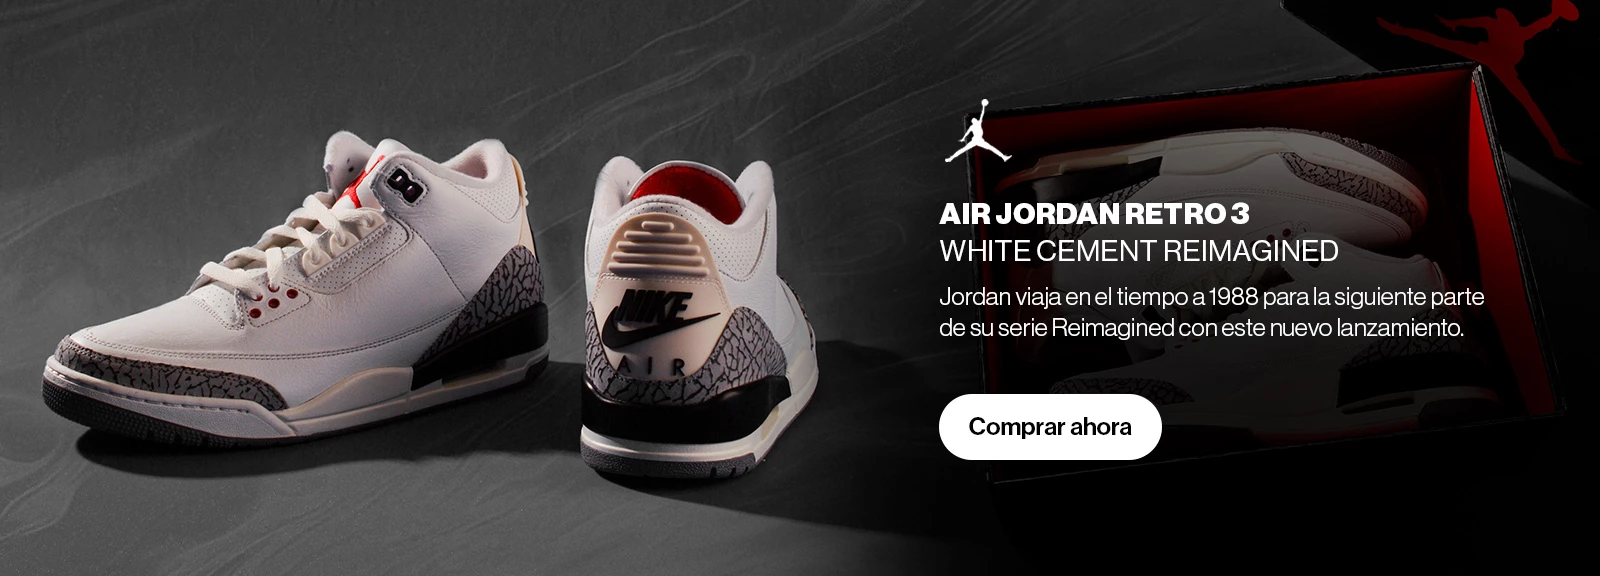 NIKE
AIR
AIR JORDAN RETRO 3
WHITE CEMENT REIMAGINED
Jordan viaja en el tiempo a 1988 para la siguiente parte
de su serie Reimagined con este nuevo lanzamiento.
Comprar ahora